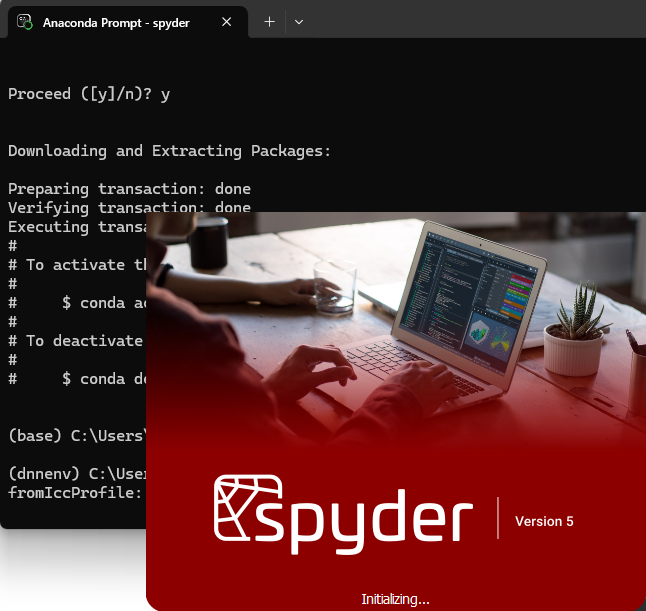 Anaconda Prompt - spyder
Proceed ([y]/n)? y
Downloading and Extracting Packages:
Preparing transaction: done
Verifying transaction: done
Executing transa
#
# To activate th
#
#     $ conda ac
#
# To deactivate
#
#     $ conda de
(base) C:\Users\
(dnnenv) C:\User
fromIccProfile:
spyder
Version 5
Initializing...